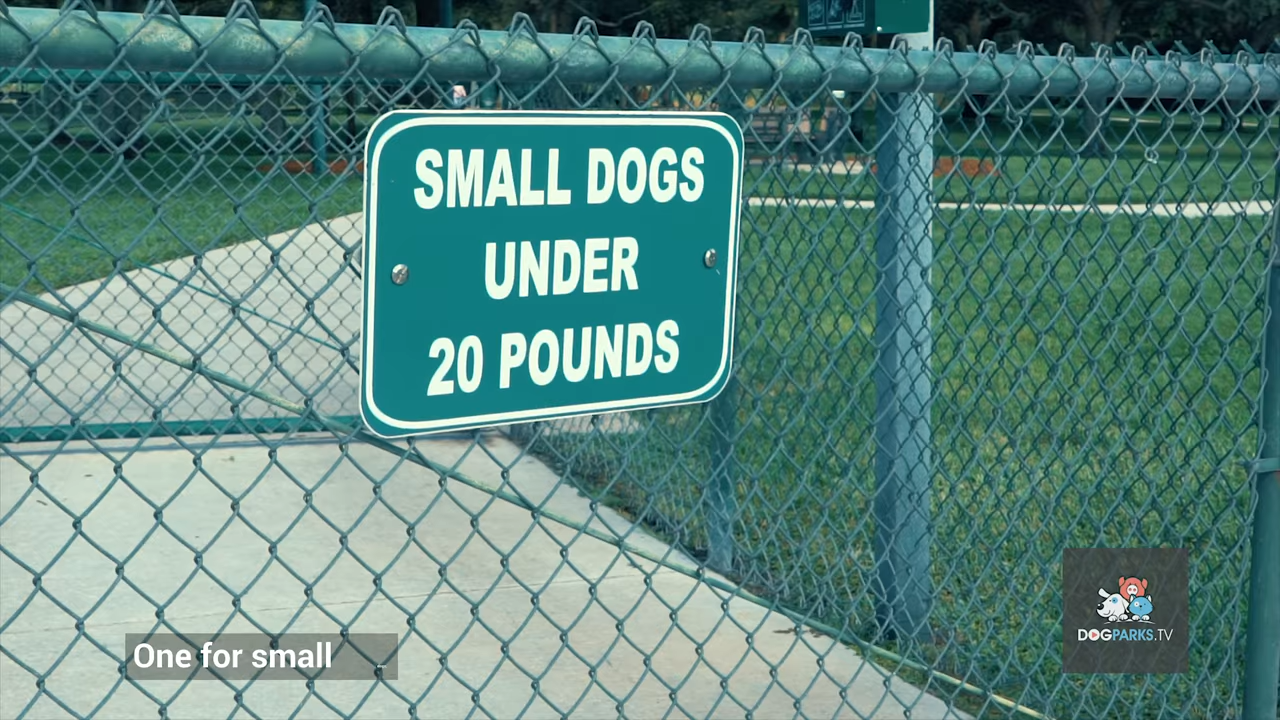 SMALL DOGS
UNDER
20 POUNDS
One for small
DOGPARKS.TV